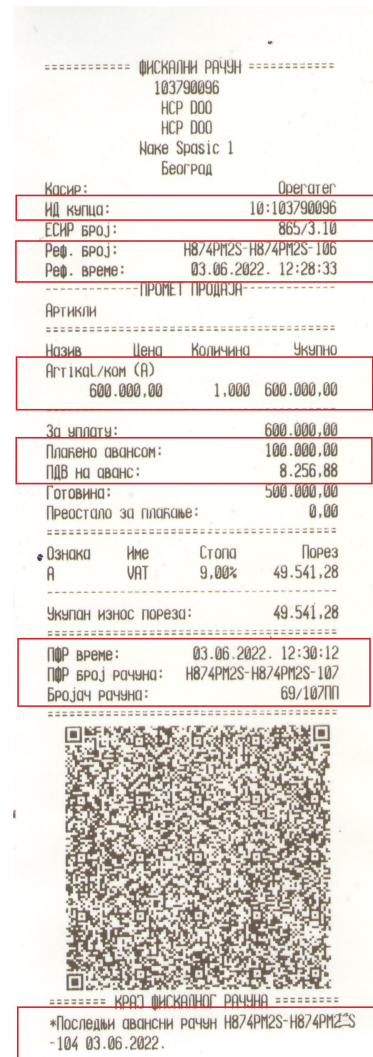 ============ ФИСКАЛНИ РАЧУН ============
103790096
HCP DOO
HCP DOO
Nake Spasic 1
Београд
Касир: Operater
ИД купца: 10:103790096
ЕСИР број: 865/3.10
Реф. број: H874PM2S-H874PM2S-106
Реф. време: 03.06.2022. 12:28:33
-------------ПРОМЕТ ПРОДАЈА-------------
Артикли
========================================
Назив Цена Количина Укупно
Artikal/ком (А)
600.000,00 1,000 600.000,00
----------------------------------------
За уплату: 600.000,00
Плаћено авансом: 100.000,00
ПДВ на аванс: 8.256,88
Готовина: 500.000,00
Преостало за плаћање: 0,00
========================================
Ознака Име Стопа Порез
А VAT 9,00% 49.541,28
----------------------------------------
Укупан износ пореза: 49.541,28
========================================
ПФР време: 03.06.2022. 12:30:12
ПФР број рачуна: H874PM2S-H874PM2S-107
Бројач рачуна: 69/107ПП
========================================
======== КРАЈ ФИСКАЛНОГ РАЧУНА =========
*Последњи авансни рачун H874PM2S-H874PM2S
-104 03.06.2022.